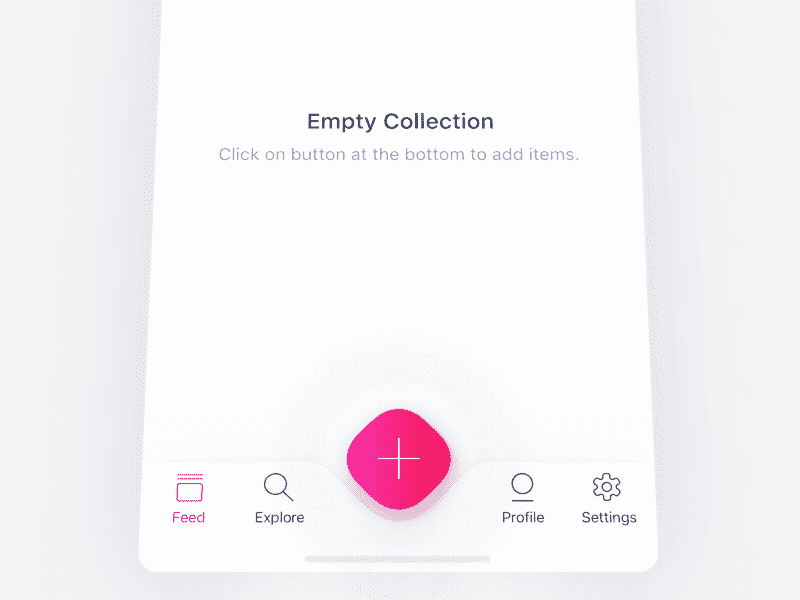 Empty Collection
Click on button at the bottom to add items.
Feed
Explore
Profile
Settings